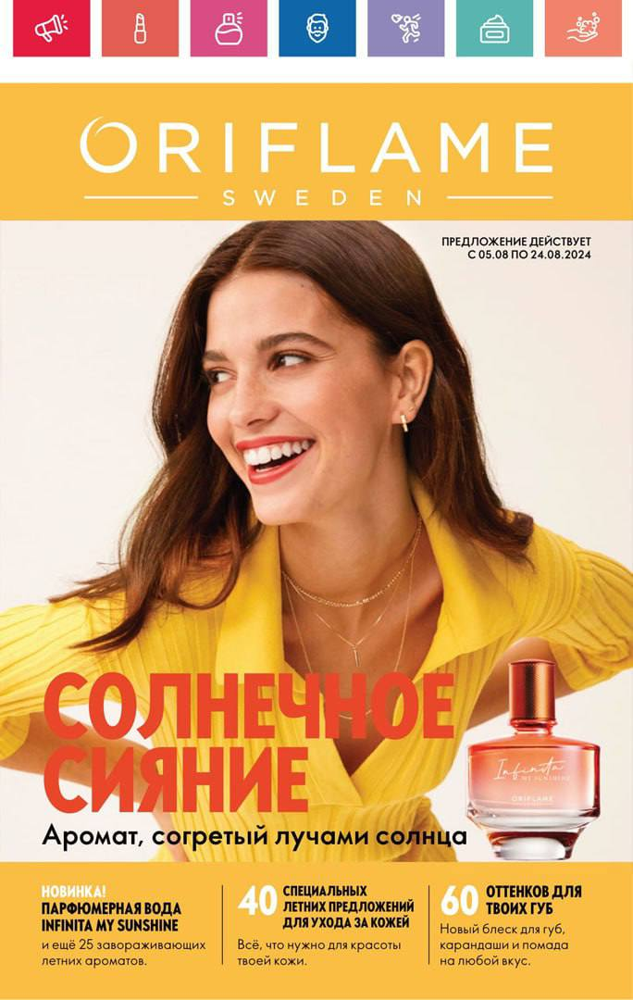 ORIFLAME
SWEDEN
ПРЕДЛОЖЕНИЕ ДЕЙСТВУЕТ
С 05.08 ПО 24.08.2024
СОЛНЕЧНОЕ
СИЯНИЕ
Аромат, согретый лучами солнца
Infinita
MY SUNSHINE
ORIFLAME
НОВИНКА!
ПАРФЮМЕРНАЯ ВОДА
INFINITA MY SUNSHINE
и ещё 25 завораживающих
летних ароматов.
40 СПЕЦИАЛЬНЫХ
ЛЕТНИХ ПРЕДЛОЖЕНИЙ
ДЛЯ УХОДА ЗА КОЖЕЙ
Всё, что нужно для красоты
твоей кожи.
60 ОТТЕНКОВ ДЛЯ
ТВОИХ ГУБ
Новый блеск для губ,
карандаши и помада
на любой вкус.